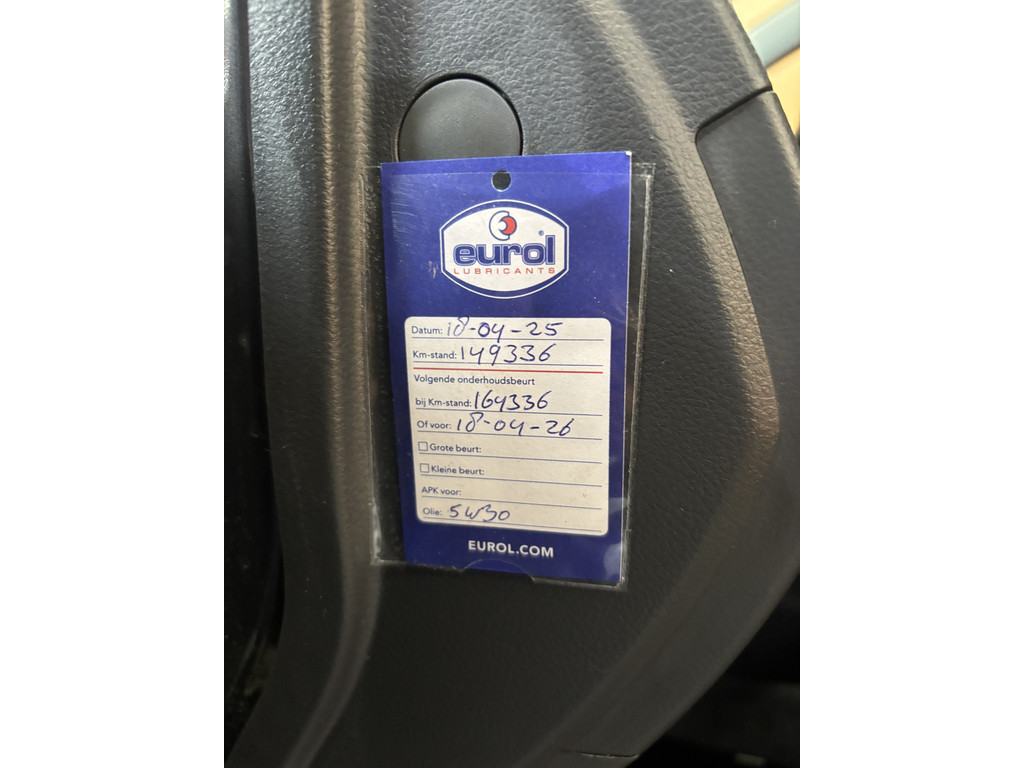 eurol
®
LUBRICANTS
Datum: 18-04-25
Km-stand: 149336
Volgende onderhoudsbeurt
bij Km-stand: 164336
Of voor: 18-04-26
Grote beurt:
Kleine beurt:
APK voor:
Olie: 5W30
EUROL.COM